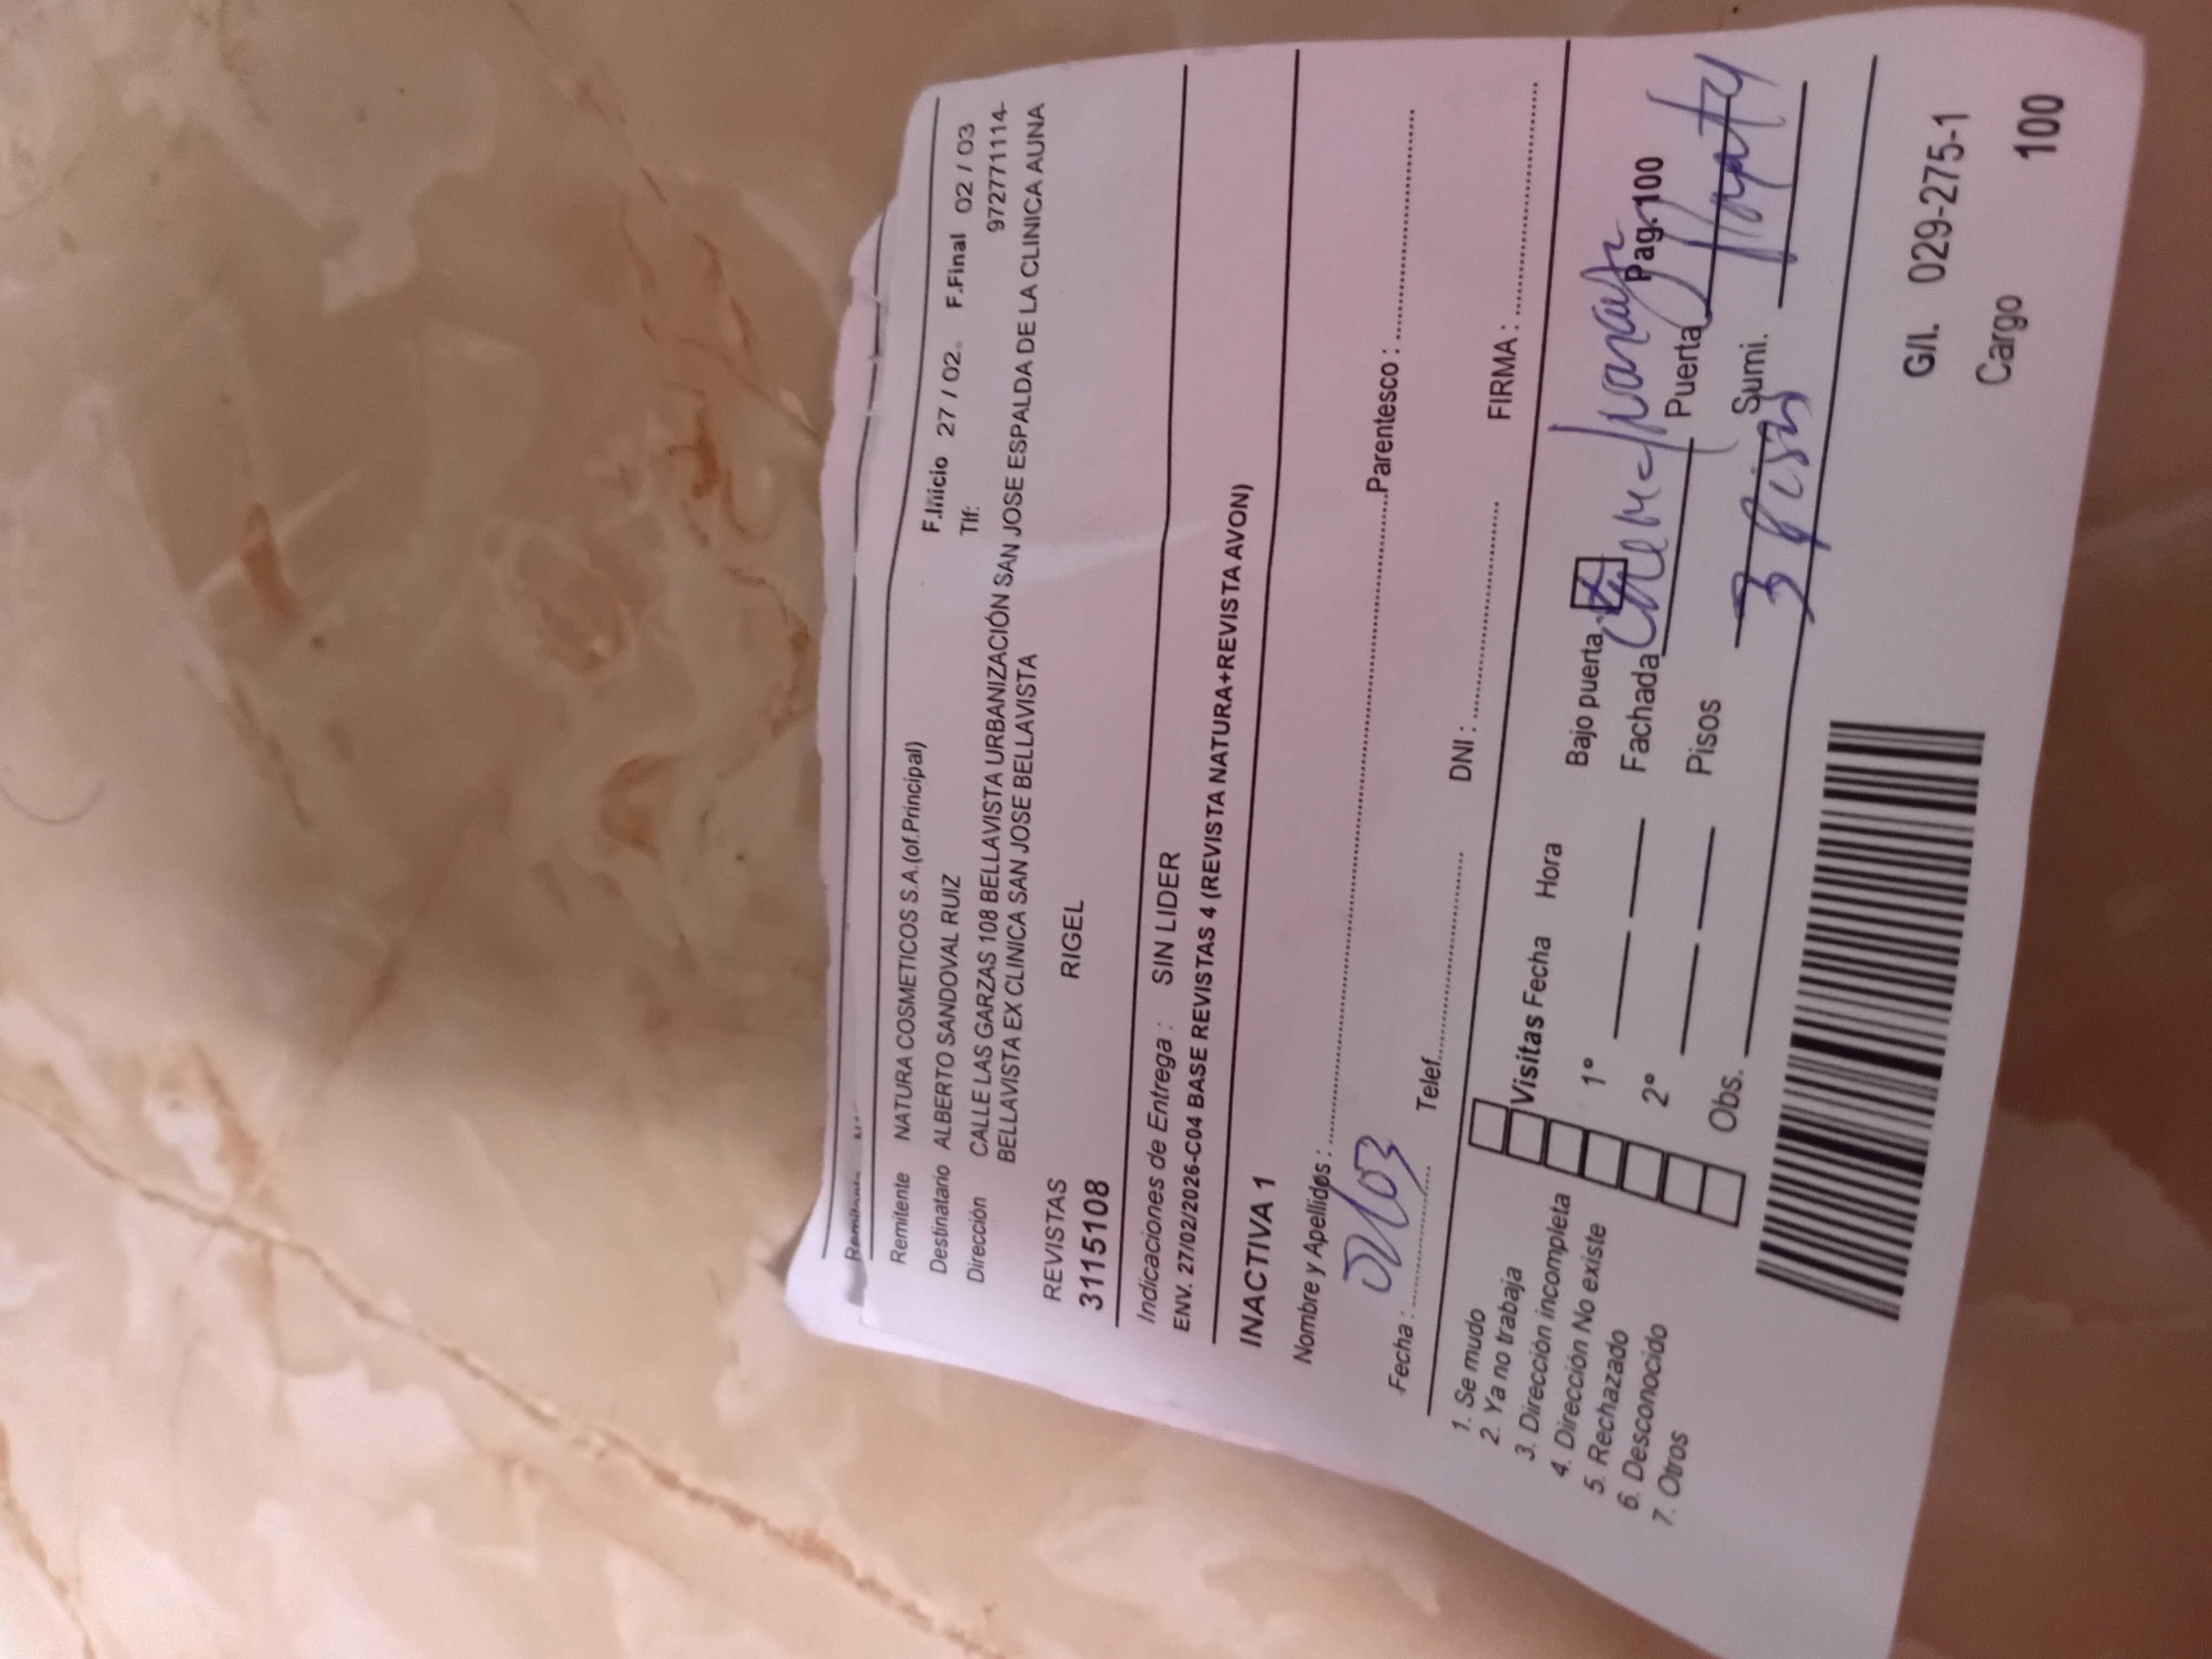 Remitente NATURA COSMETICOS S.A.(of.Principal)
F.Inicio 27 / 02. F.Final 02 / 03
Destinatario ALBERTO SANDOVAL RUIZ Tlf: 972771114-
Dirección CALLE LAS GARZAS 108 BELLAVISTA URBANIZACIÓN SAN JOSE ESPALDA DE LA CLINICA AUNA
BELLAVISTA EX CLINICA SAN JOSE BELLAVISTA
REVISTAS RIGEL
3115108
Indicaciones de Entrega : SIN LIDER
ENV. 27/02/2026-C04 BASE REVISTAS 4 (REVISTA NATURA+REVISTA AVON)
INACTIVA 1
Nombre y Apellidos : Parentesco :
02/03
Fecha : Telef. DNI : FIRMA :
1. Se mudo
2. Ya no trabaja
3. Dirección incompleta
4. Dirección No existe
5. Rechazado
6. Desconocido
7. Otros
Visitas Fecha Hora Bajo puerta
1° Fachada Pag.100
Puerta
2° Pisos 3 Pisos Sumi.
Obs.
G/I. 029-275-1
Cargo 100